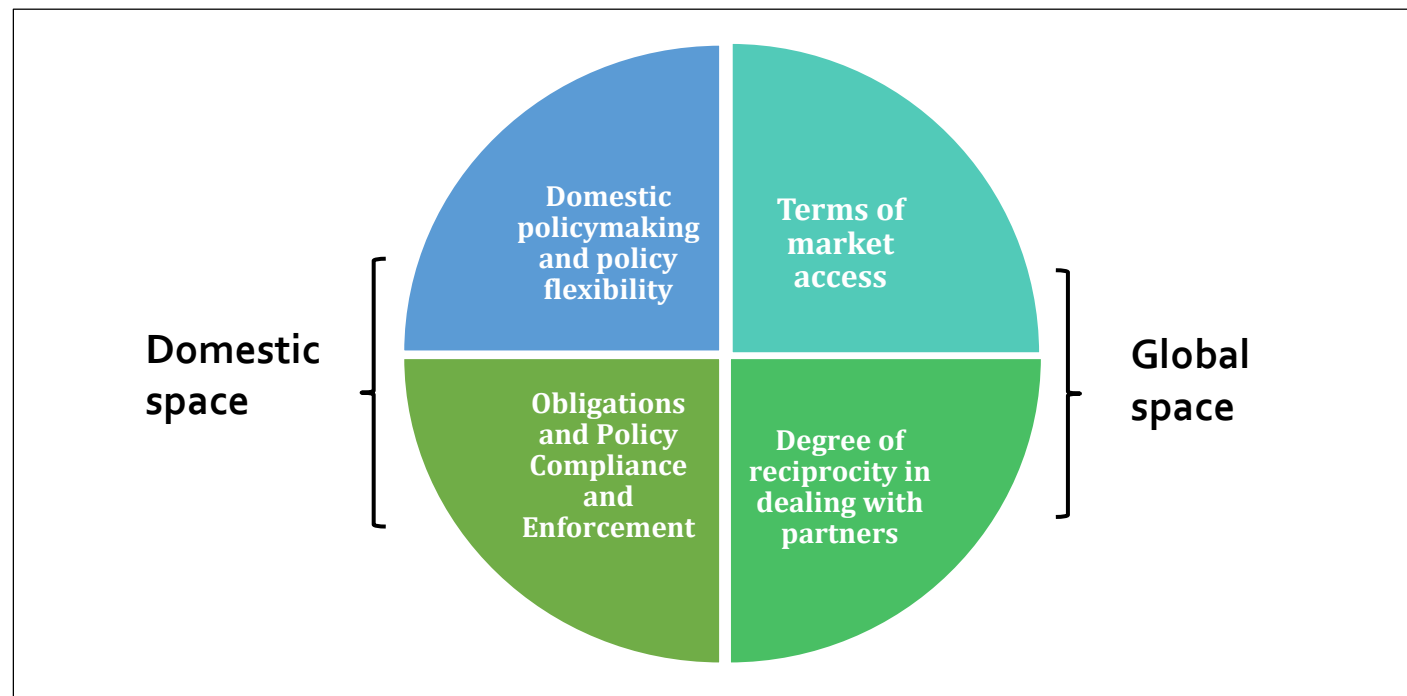 Domestic
policymaking
and policy
flexibility
Terms of
market
access
Domestic
space
Global
space
Obligations
and Policy
Compliance
and
Enforcement
Degree of
reciprocity in
dealing with
partners